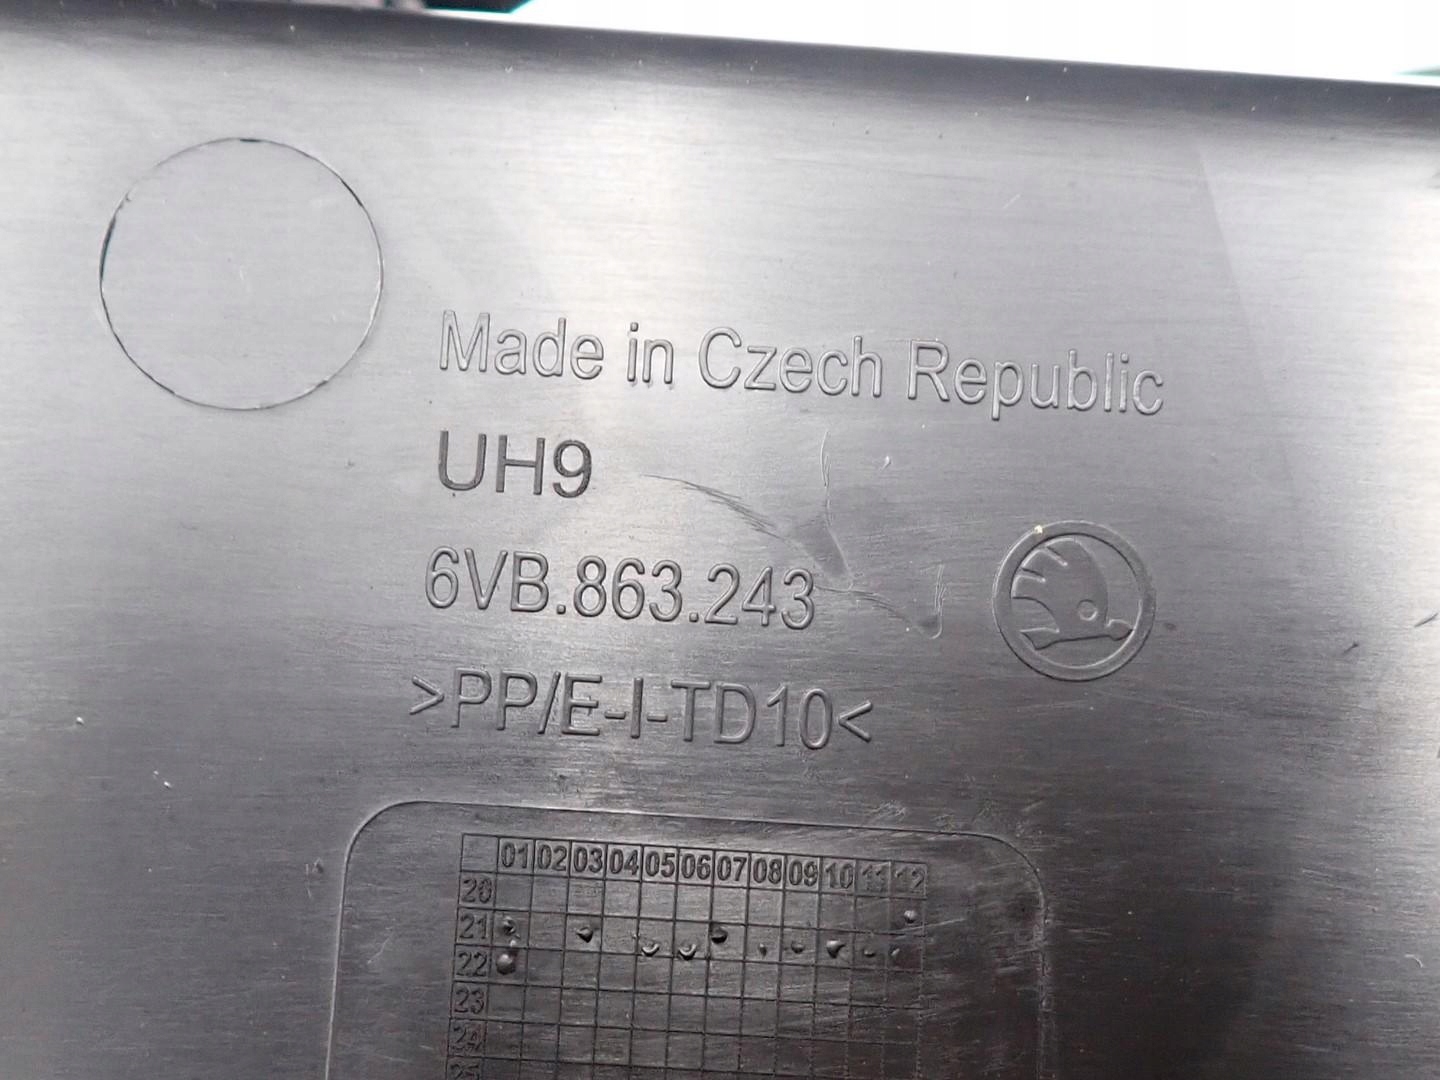 Made in Czech Republic
UH9
6VB.863.243
>PP/E-I-TD10<
01 02 03 04 05 06 07 08 09 10 11 12
20
21
22
23
24
25